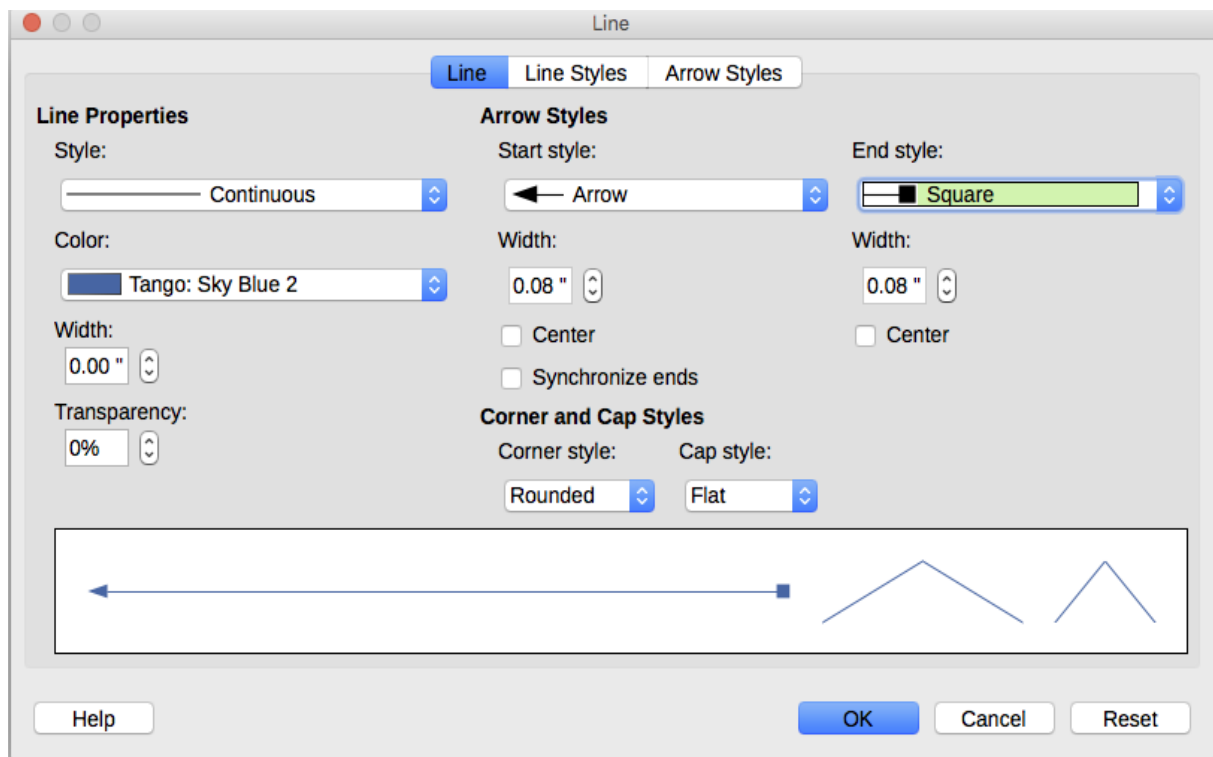 Line
Line Line Styles Arrow Styles
Line Properties
Style:
Continuous
Color:
Tango: Sky Blue 2
Width:
0.00 "
Transparency:
0%
Arrow Styles
Start style:
Arrow
Width:
0.08 "
Center
Synchronize ends
End style:
Square
Width:
0.08 "
Center
Corner and Cap Styles
Corner style: Cap style:
Rounded Flat
Help OK Cancel Reset